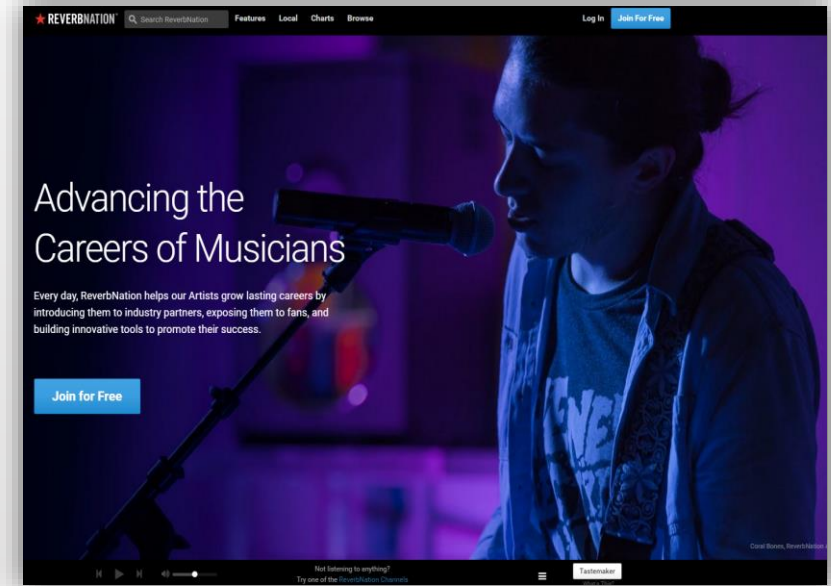 REVERBNATION
Search ReverbNation
Features
Local
Charts
Browse
Log In
Join For Free
Advancing the
Careers of Musicians
Every day, ReverbNation helps our Artists grow lasting careers by
introducing them to industry partners, exposing them to fans, and
building innovative tools to promote their success.
Join for Free
Coral Bones, ReverbNation
Not listening to anything?
Try one of the ReverbNation Channels
Tastemaker
What's This?